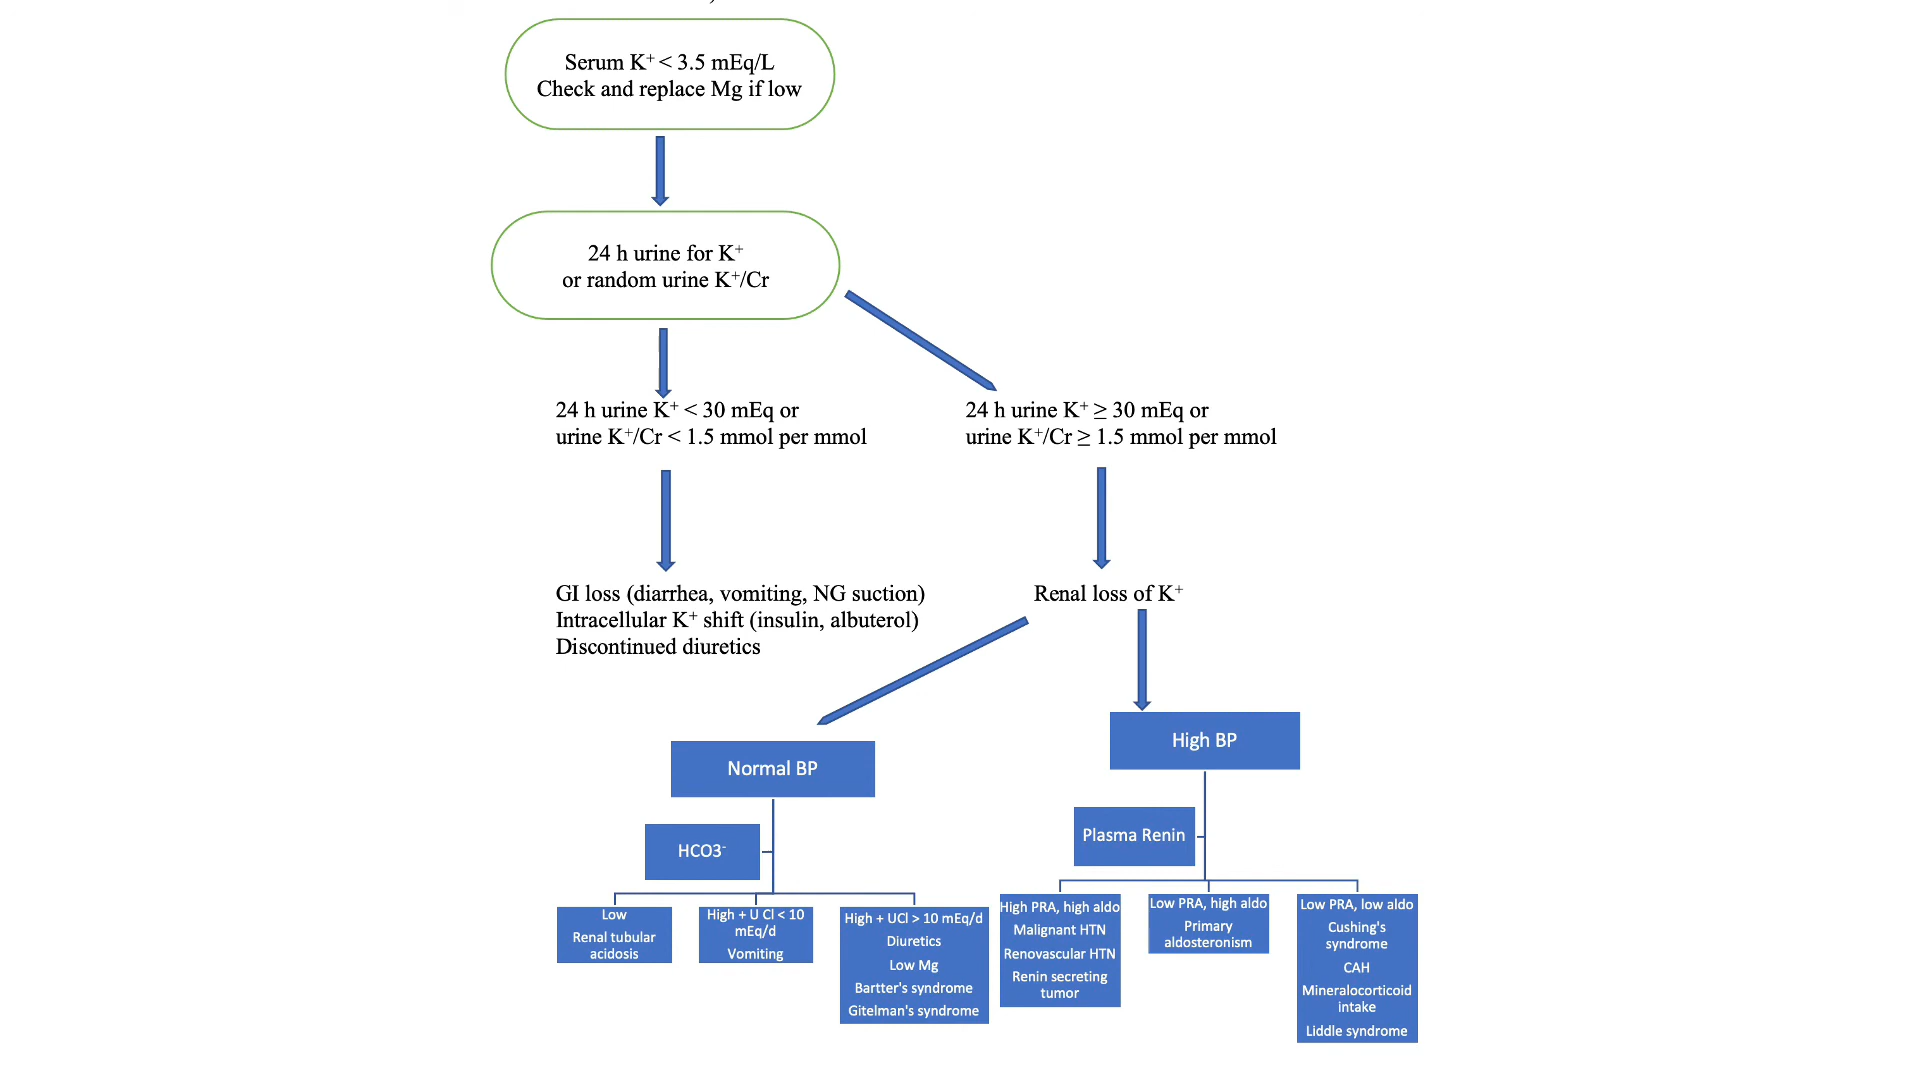 Serum K⁺ < 3.5 mEq/L
Check and replace Mg if low
24 h urine for K⁺
or random urine K⁺/Cr
24 h urine K⁺ < 30 mEq or
urine K⁺/Cr < 1.5 mmol per mmol
24 h urine K⁺ ≥ 30 mEq or
urine K⁺/Cr ≥ 1.5 mmol per mmol
GI loss (diarrhea, vomiting, NG suction)
Intracellular K⁺ shift (insulin, albuterol)
Discontinued diuretics
Renal loss of K⁺
Normal BP
HCO3⁻
Low
Renal tubular
acidosis
High + U Cl < 10
mEq/d
Vomiting
High + UCl > 10 mEq/d
Diuretics
Low Mg
Bartter's syndrome
Gitelman's syndrome
High BP
Plasma Renin
High PRA, high aldo
Malignant HTN
Renovascular HTN
Renin secreting
tumor
Low PRA, high aldo
Primary
aldosteronism
Low PRA, low aldo
Cushing's
syndrome
CAH
Mineralocorticoid
intake
Liddle syndrome